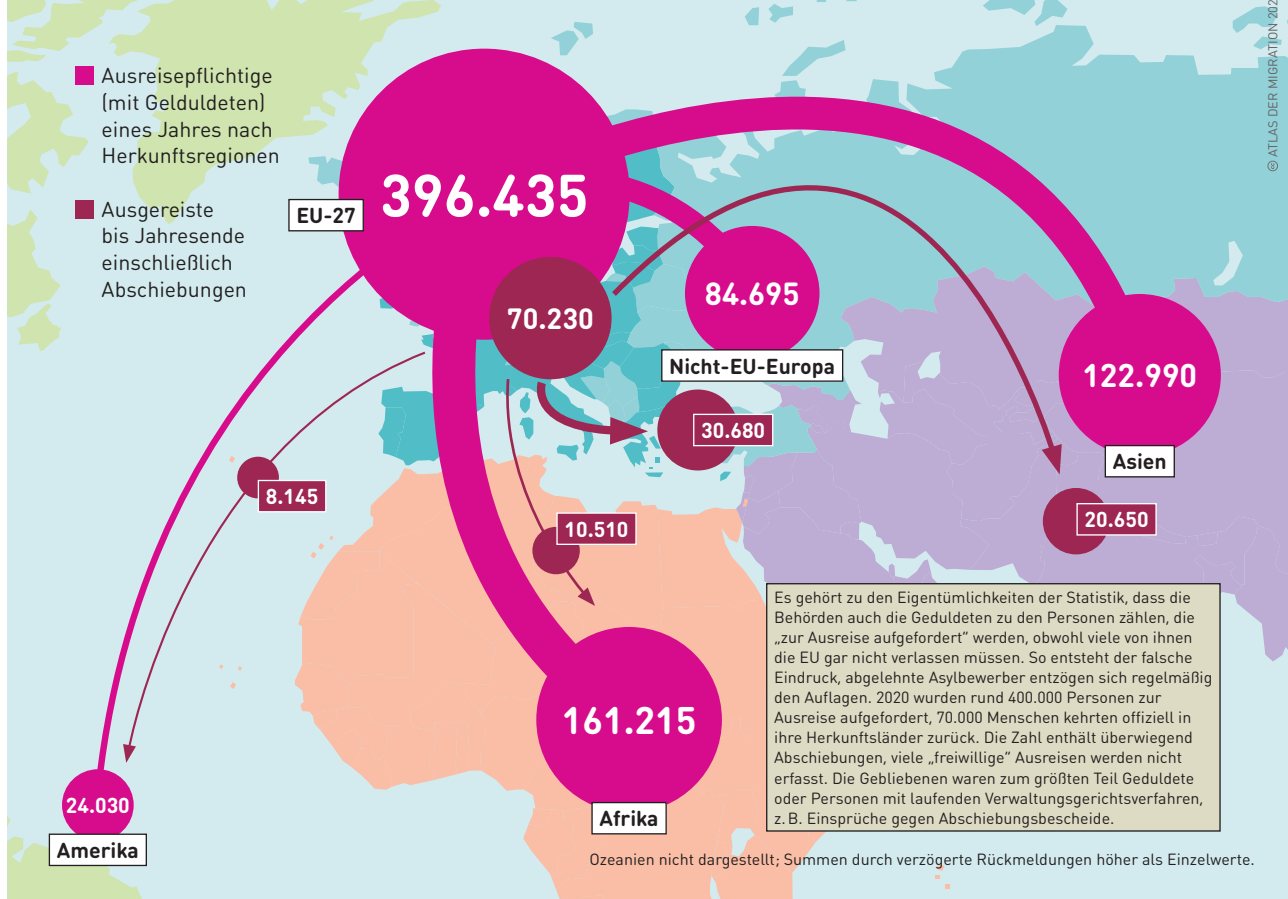 Ausreisepflichtige
(mit Gelduldeten)
eines Jahres nach
Herkunftsregionen
Ausgereiste
bis Jahresende
einschließlich
Abschiebungen
EU-27
396.435
70.230
84.695
Nicht-EU-Europa
30.680
122.990
Asien
20.650
8.145
10.510
161.215
Afrika
24.030
Amerika
Es gehört zu den Eigentümlichkeiten der Statistik, dass die
Behörden auch die Geduldeten zu den Personen zählen, die
„zur Ausreise aufgefordert“ werden, obwohl viele von ihnen
die EU gar nicht verlassen müssen. So entsteht der falsche
Eindruck, abgelehnte Asylbewerber entzögen sich regelmäßig
den Auflagen. 2020 wurden rund 400.000 Personen zur
Ausreise aufgefordert, 70.000 Menschen kehrten offiziell in
ihre Herkunftsländer zurück. Die Zahl enthält überwiegend
Abschiebungen, viele „freiwillige“ Ausreisen werden nicht
erfasst. Die Gebliebenen waren zum größten Teil Geduldete
oder Personen mit laufenden Verwaltungsgerichtsverfahren,
z. B. Einsprüche gegen Abschiebungsbescheide.
Ozeanien nicht dargestellt; Summen durch verzögerte Rückmeldungen höher als Einzelwerte.
© ATLAS DER MIGRATION